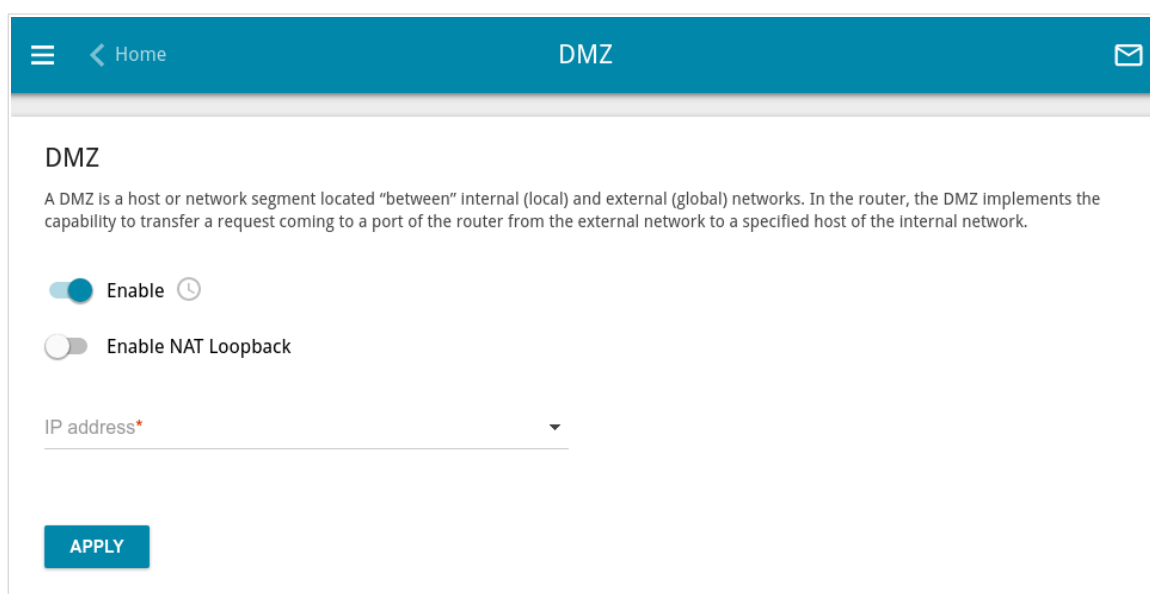 Home
DMZ
DMZ
A DMZ is a host or network segment located “between” internal (local) and external (global) networks. In the router, the DMZ implements the
capability to transfer a request coming to a port of the router from the external network to a specified host of the internal network.
Enable
Enable NAT Loopback
IP address*
APPLY